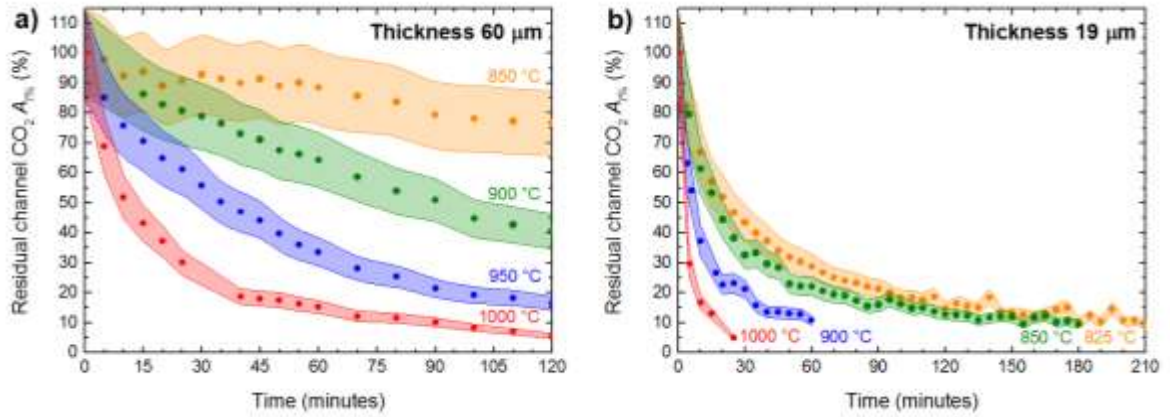 a)
Thickness 60 μm
Residual channel CO₂ A₇% (%)
110
100
90
80
70
60
50
40
30
20
10
0
850 °C
900 °C
950 °C
1000 °C
0 15 30 45 60 75 90 105 120
Time (minutes)
b)
Thickness 19 μm
Residual channel CO₂ A₇% (%)
110
100
90
80
70
60
50
40
30
20
10
0
1000 °C 900 °C 850 °C 825 °C
0 30 60 90 120 150 180 210
Time (minutes)